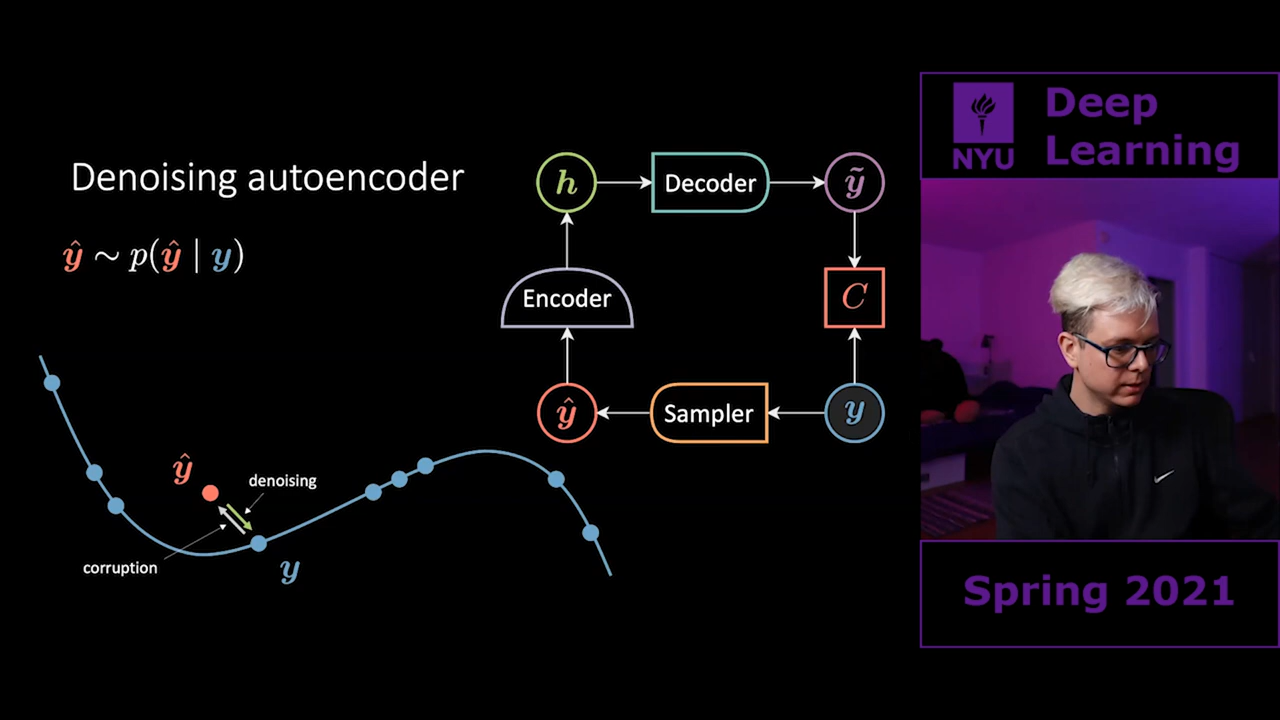 Denoising autoencoder
ŷ ∼ p(ŷ | y)
h
Decoder
ỹ
Encoder
C
ŷ
Sampler
y
ŷ
denoising
corruption
y
NYU
Deep
Learning
Spring 2021